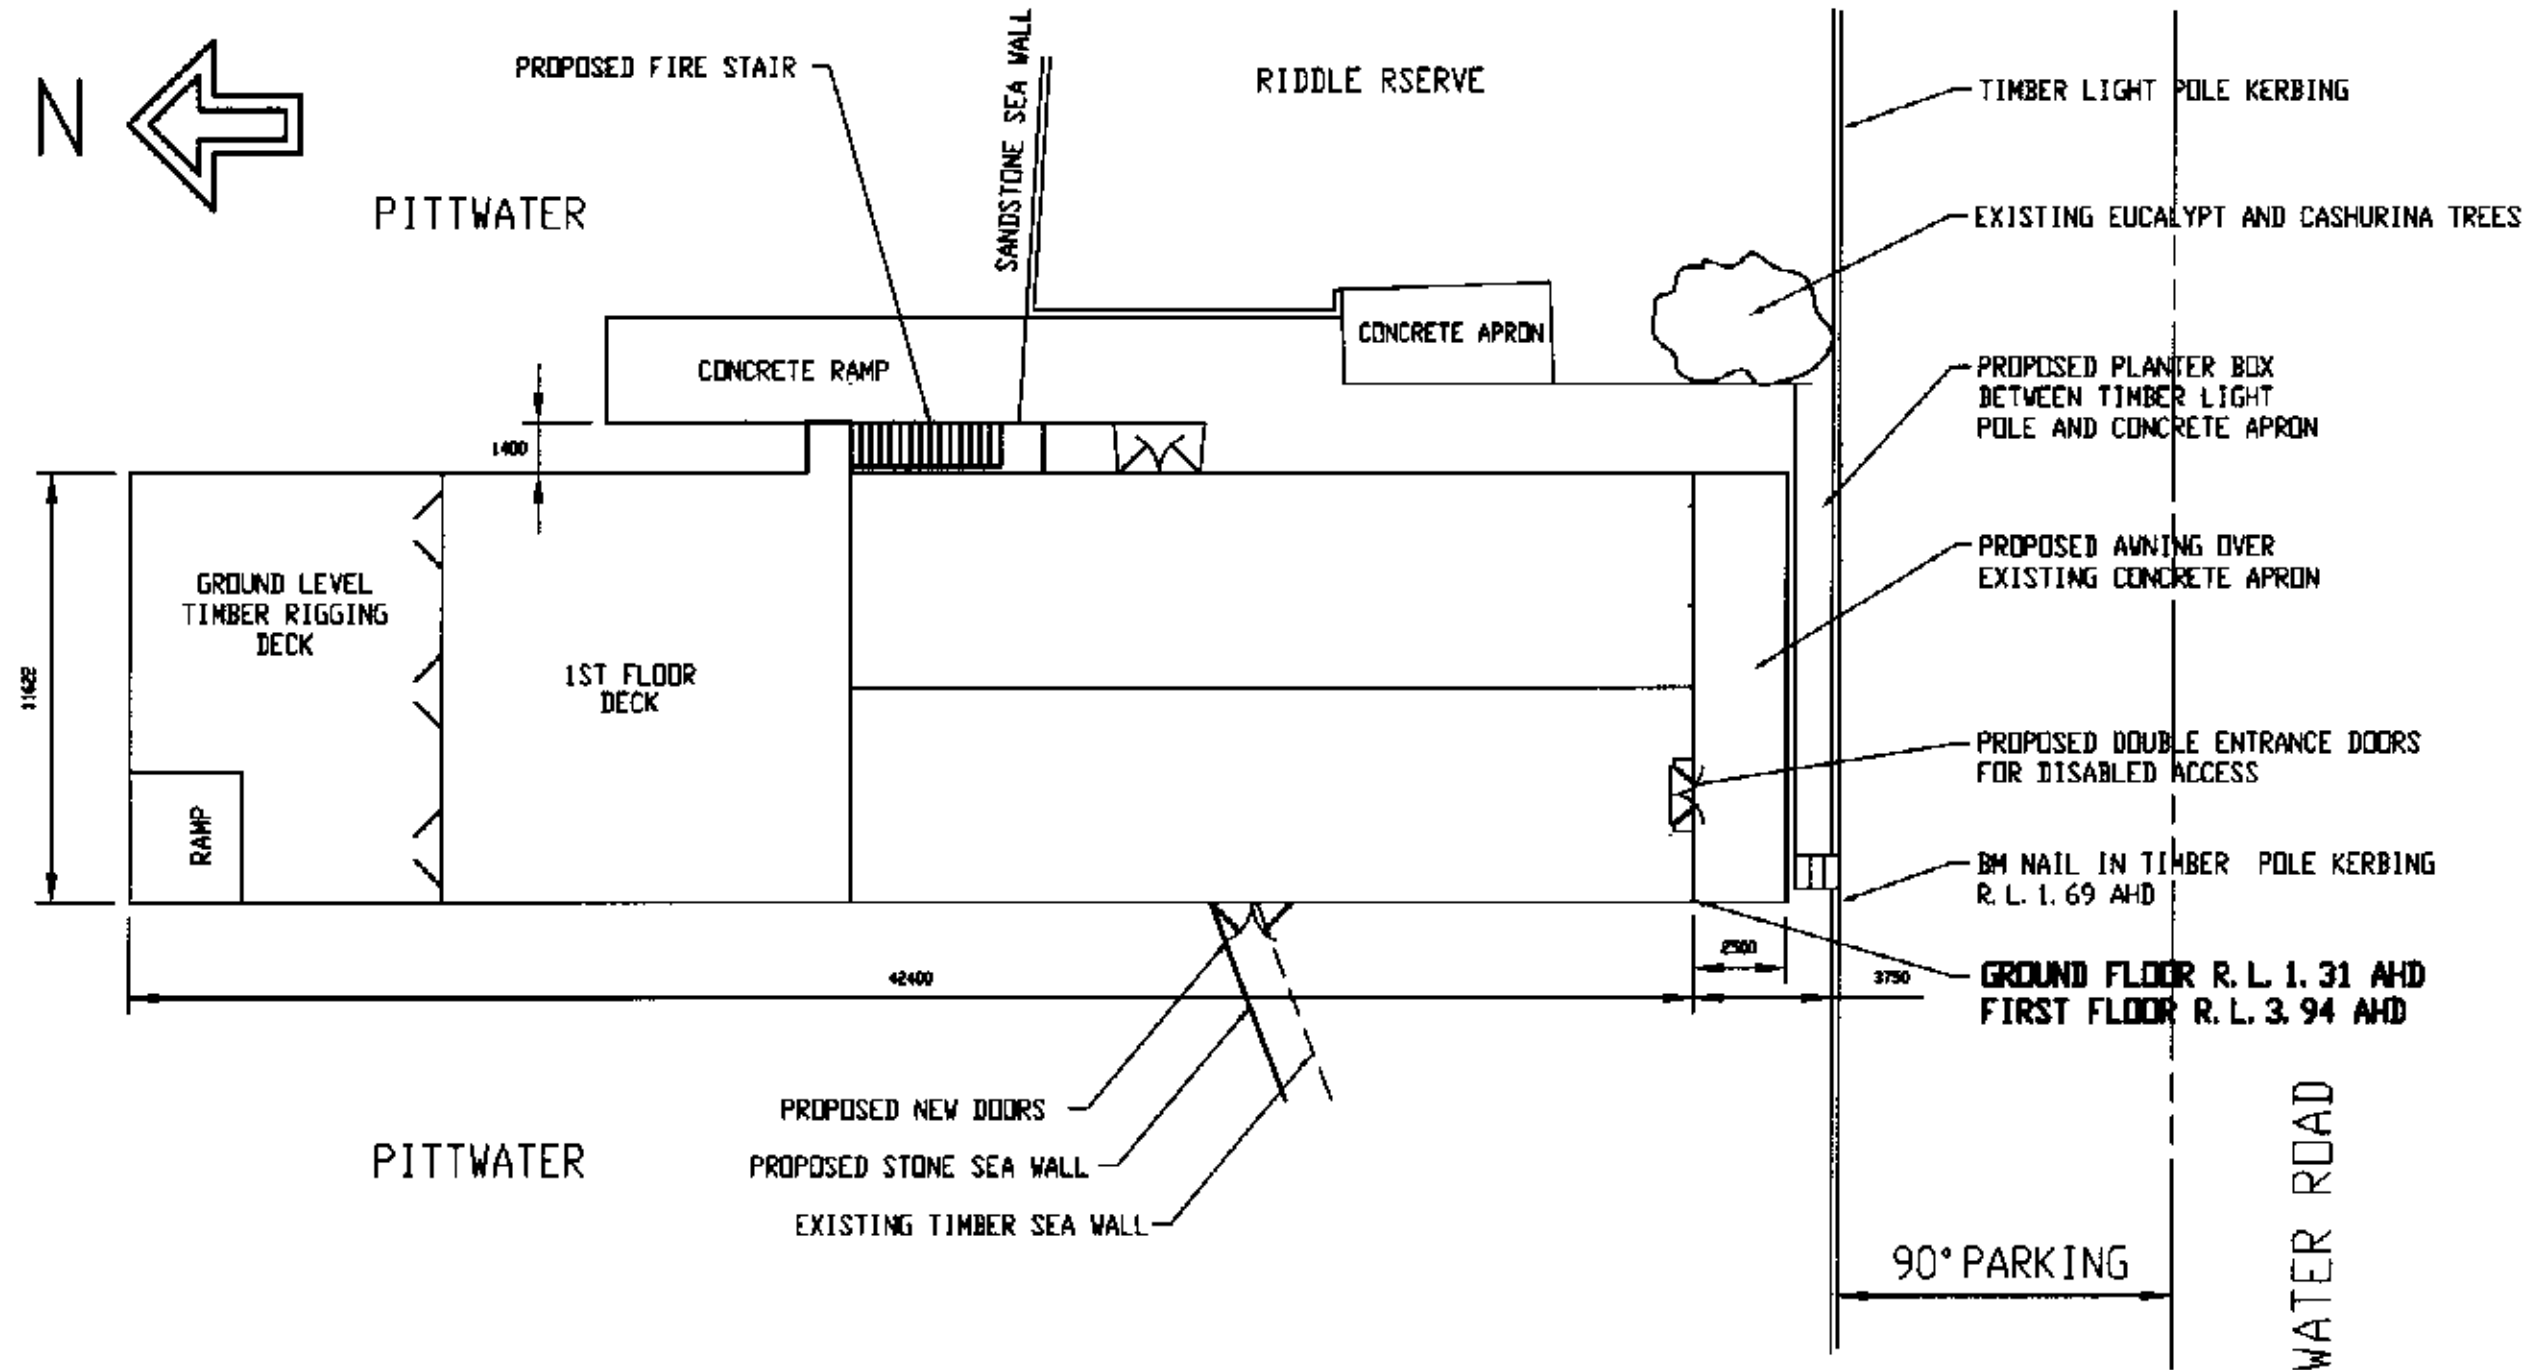 N
PITTWATER
PROPOSED FIRE STAIR
SANDSTONE SEA WALL
RIDDLE RSERVE
TIMBER LIGHT POLE KERBING
EXISTING EUCALYPT AND CASHURINA TREES
CONCRETE RAMP
CONCRETE APRON
PROPOSED PLANTER BOX
BETWEEN TIMBER LIGHT
POLE AND CONCRETE APRON
1400
GROUND LEVEL
TIMBER RIGGING
DECK
1ST FLOOR
DECK
PROPOSED AWNING OVER
EXISTING CONCRETE APRON
11622
RAMP
PROPOSED DOUBLE ENTRANCE DOORS
FOR DISABLED ACCESS
BM NAIL IN TIMBER POLE KERBING
R.L. 1.69 AHD
42400
2500
3750
GROUND FLOOR R.L. 1.31 AHD
FIRST FLOOR R.L. 3.94 AHD
PROPOSED NEW DOORS
PITTWATER
PROPOSED STONE SEA WALL
EXISTING TIMBER SEA WALL
90° PARKING
WATER ROAD